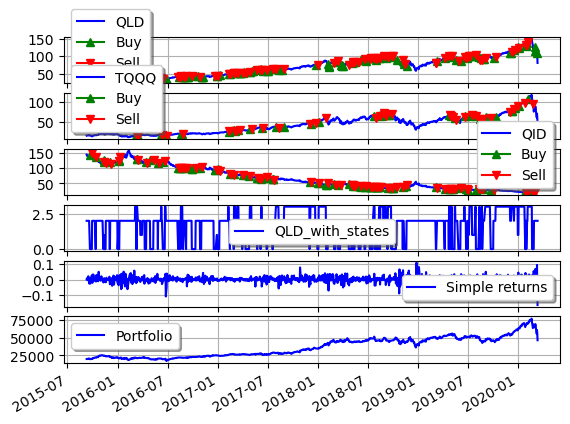 QLD
Buy
Sell
150
100
50
TQQQ
Buy
Sell
100
50
QID
Buy
Sell
150
100
50
QLD_with_states
2.5
0.0
Simple returns
0.1
0.0
−0.1
Portfolio
75000
50000
25000
2015-07
2016-01
2016-07
2017-01
2017-07
2018-01
2018-07
2019-01
2019-07
2020-01